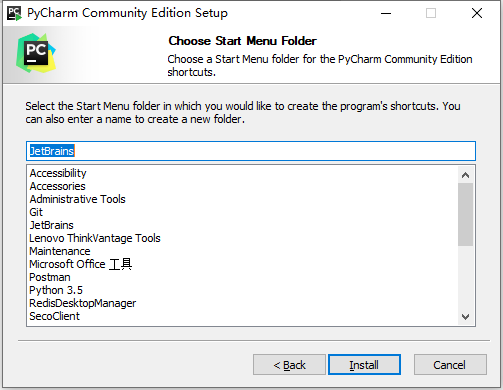 PyCharm Community Edition Setup
PC
Choose Start Menu Folder
Choose a Start Menu folder for the PyCharm Community Edition
shortcuts.
Select the Start Menu folder in which you would like to create the program's shortcuts. You
can also enter a name to create a new folder.
JetBrains
Accessibility
Accessories
Administrative Tools
Git
JetBrains
Lenovo ThinkVantage Tools
Maintenance
Microsoft Office 工具
Postman
Python 3.5
RedisDesktopManager
SecoClient
< Back
Install
Cancel